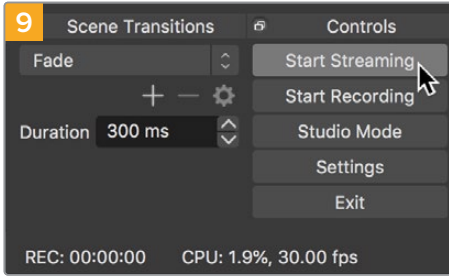 9
Scene Transitions
Controls
Fade
Start Streaming
Start Recording
Duration 300 ms
Studio Mode
Settings
Exit
REC: 00:00:00 CPU: 1.9%, 30.00 fps